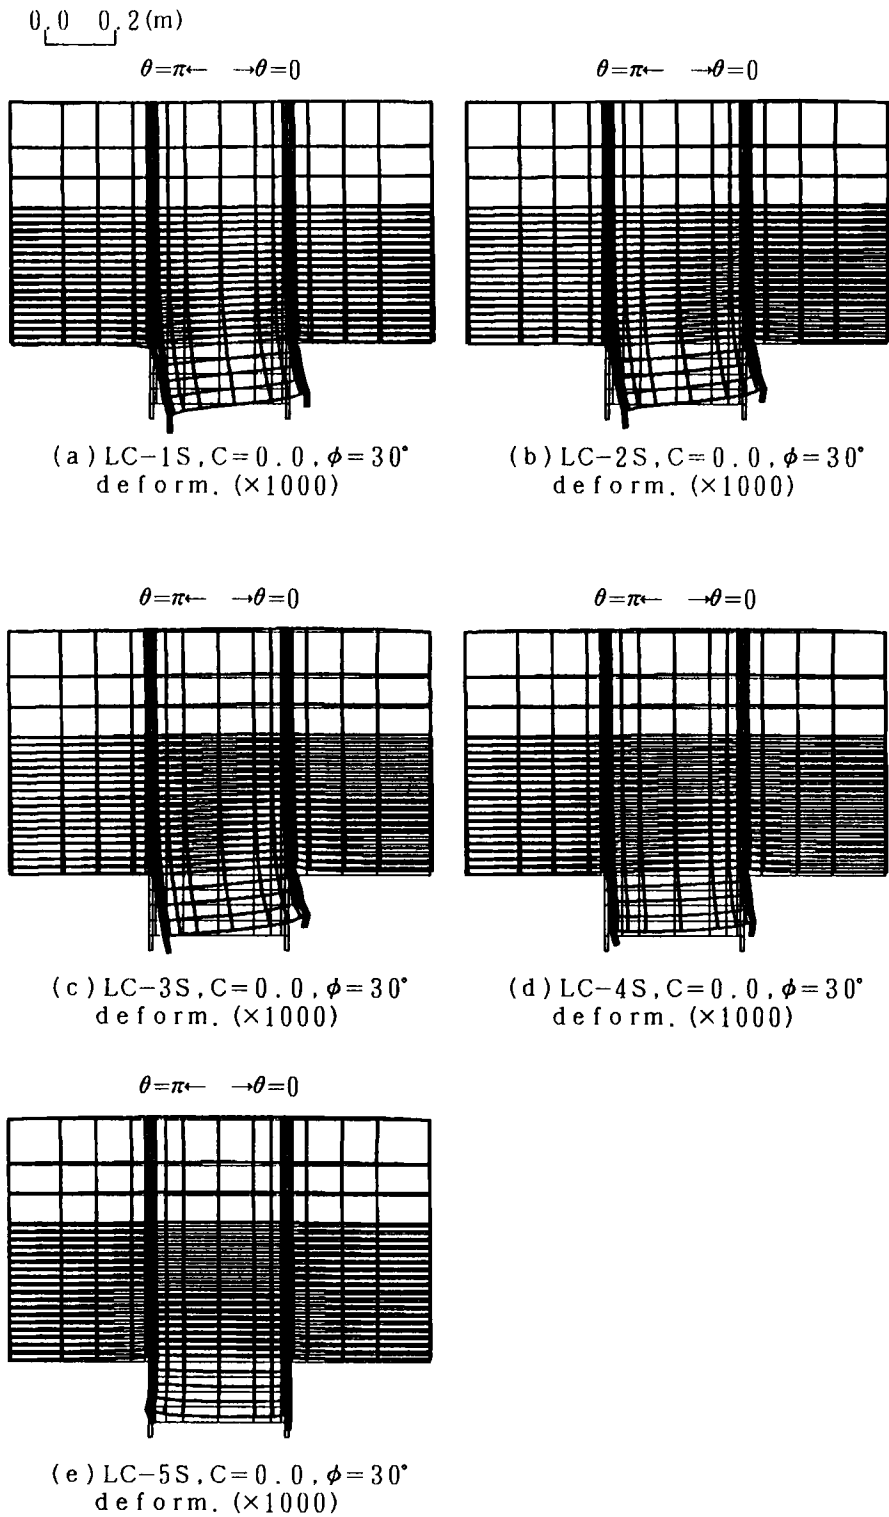 0.0 0.2(m)
θ=π← →θ=0 θ=π← →θ=0
(a)LC-1S,C=0.0,ϕ=30° (b)LC-2S,C=0.0,ϕ=30°
deform.(×1000) deform.(×1000)
θ=π← →θ=0 θ=π← →θ=0
(c)LC-3S,C=0.0,ϕ=30° (d)LC-4S,C=0.0,ϕ=30°
deform.(×1000) deform.(×1000)
θ=π← →θ=0
(e)LC-5S,C=0.0,ϕ=30°
deform.(×1000)